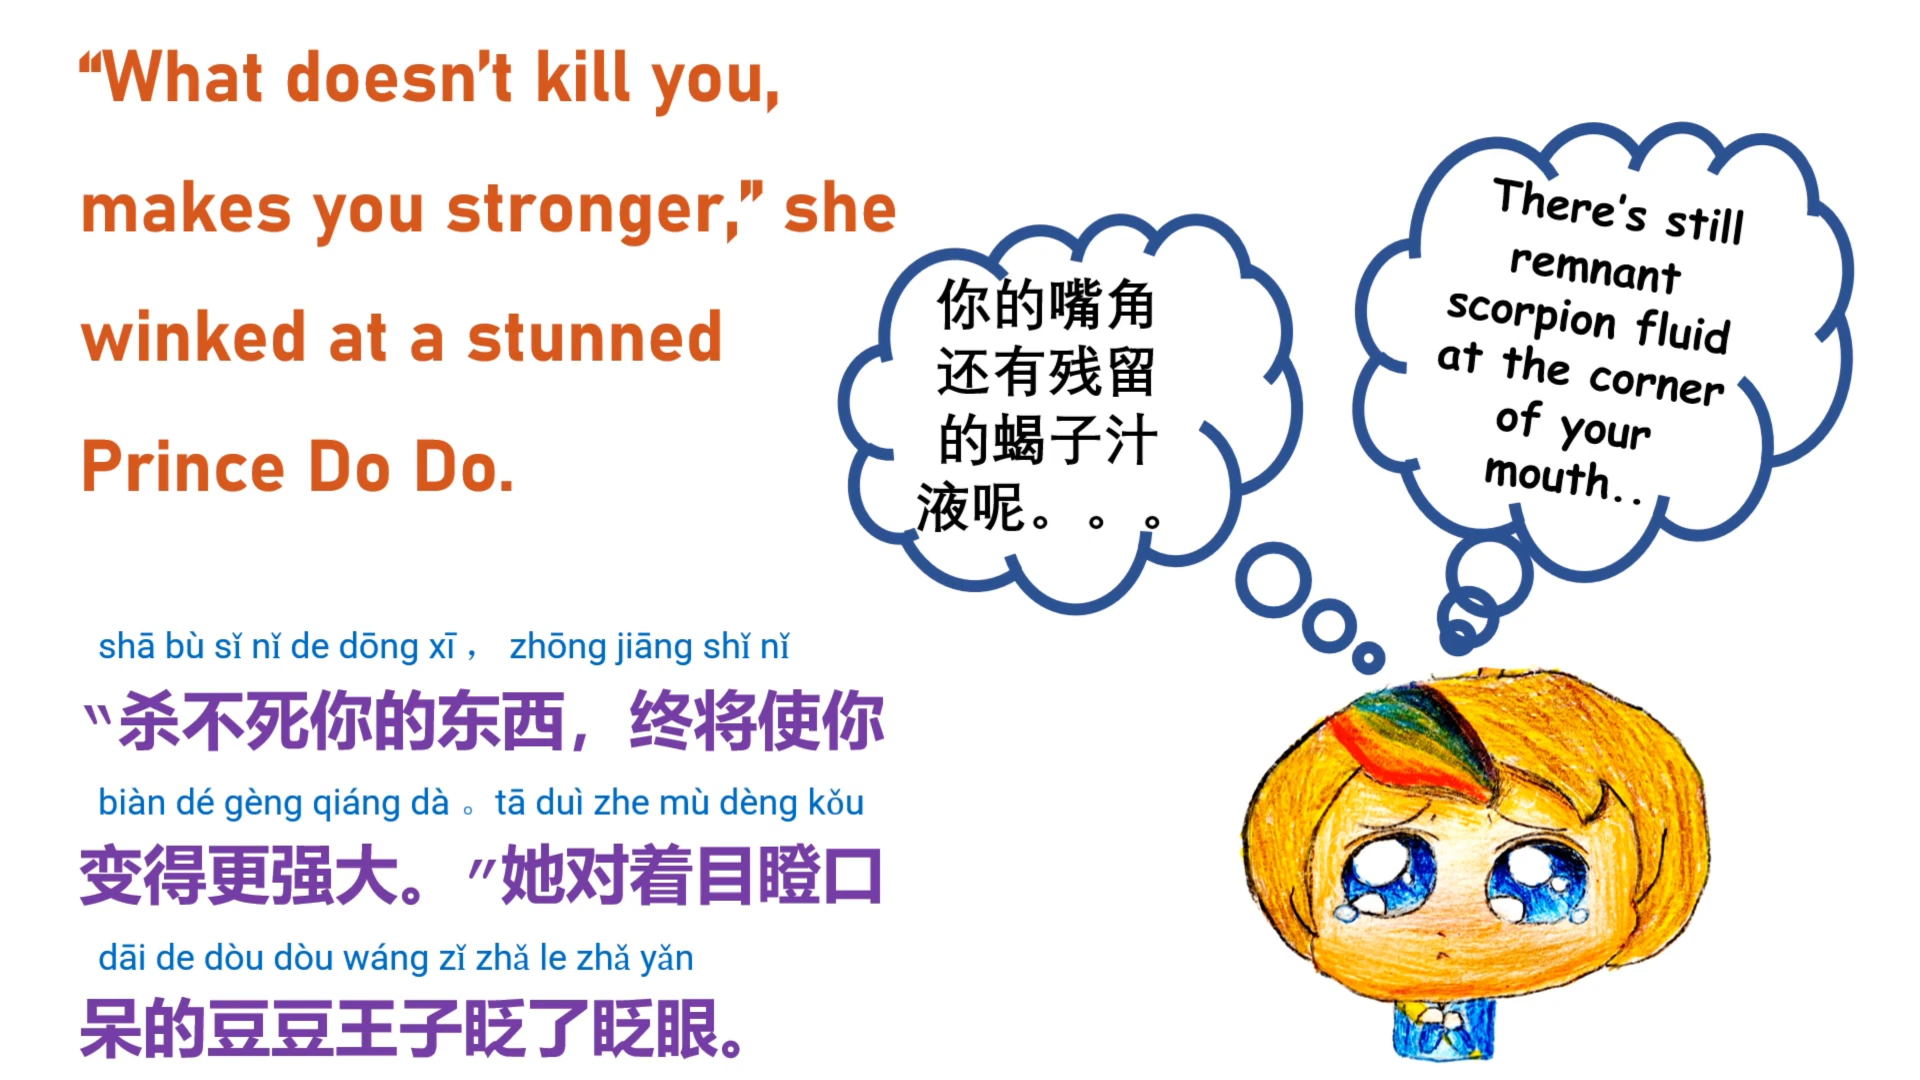 “What doesn’t kill you,
makes you stronger,” she
winked at a stunned
Prince Do Do.
你的嘴角
还有残留
的蝎子汁
液呢。。。
There’s still
remnant
scorpion fluid
at the corner
of your
mouth..
shā bù sǐ nǐ de dōng xī ， zhōng jiāng shǐ nǐ
“杀不死你的东西，终将使你
biàn dé gèng qiáng dà 。 tā duì zhe mù dèng kǒu
变得更强大。”她对着目瞪口
dāi de dòu dòu wáng zǐ zhǎ le zhǎ yǎn
呆的豆豆王子眨了眨眼。